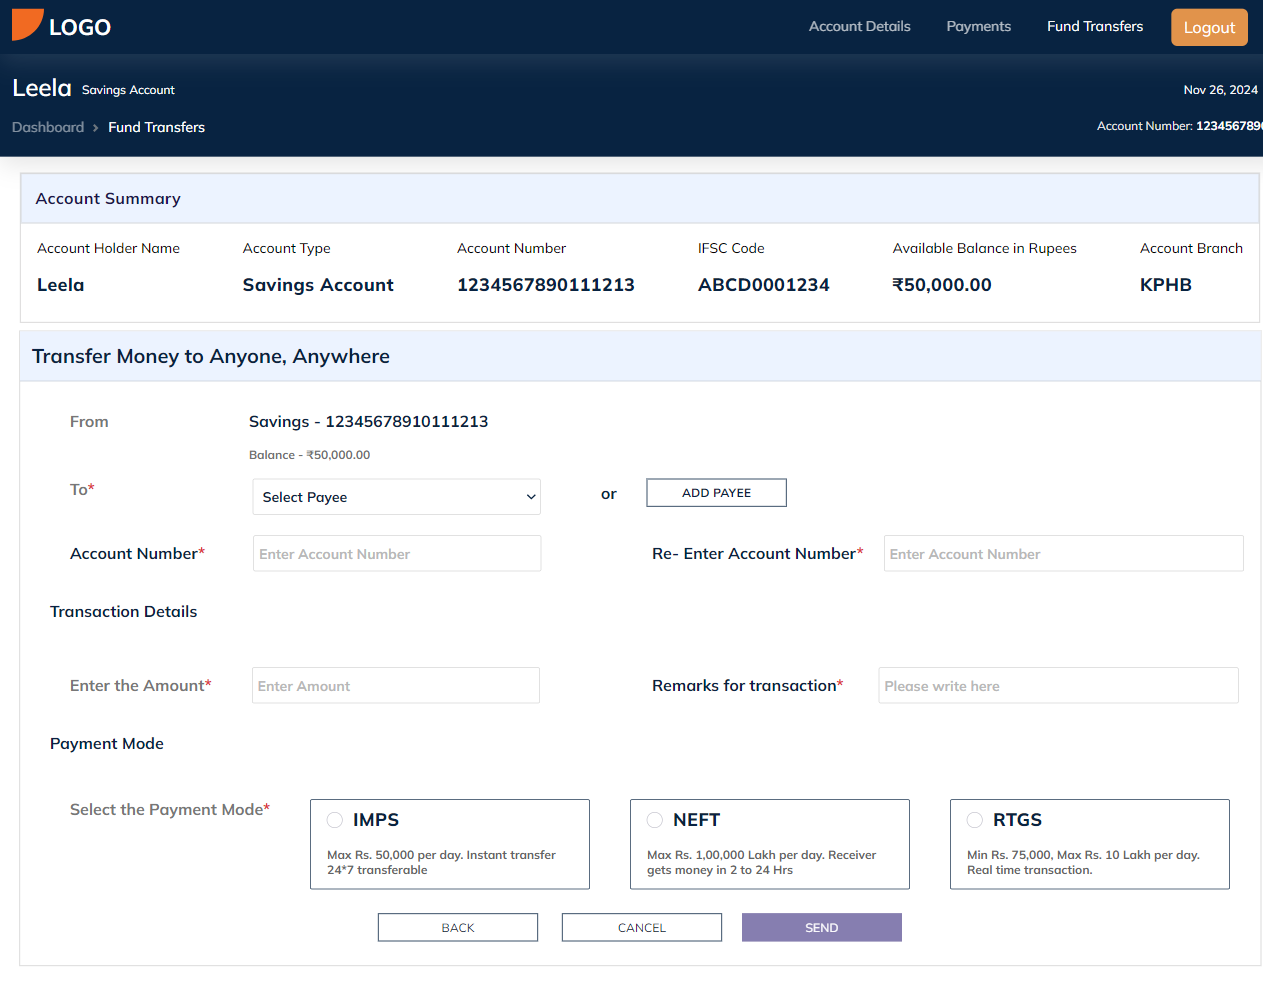 LOGO
Account Details
Payments
Fund Transfers
Logout
Leela Savings Account
Nov 26, 2024
Dashboard > Fund Transfers
Account Number: 1234567890
Account Summary
Account Holder Name
Account Type
Account Number
IFSC Code
Available Balance in Rupees
Account Branch
Leela
Savings Account
1234567890111213
ABCD0001234
₹50,000.00
KPHB
Transfer Money to Anyone, Anywhere
From
Savings - 12345678910111213
Balance - ₹50,000.00
To*
Select Payee
or
ADD PAYEE
Account Number*
Enter Account Number
Re- Enter Account Number*
Enter Account Number
Transaction Details
Enter the Amount*
Enter Amount
Remarks for transaction*
Please write here
Payment Mode
Select the Payment Mode*
IMPS
Max Rs. 50,000 per day. Instant transfer
24*7 transferable
NEFT
Max Rs. 1,00,000 Lakh per day. Receiver
gets money in 2 to 24 Hrs
RTGS
Min Rs. 75,000, Max Rs. 10 Lakh per day.
Real time transaction.
BACK
CANCEL
SEND